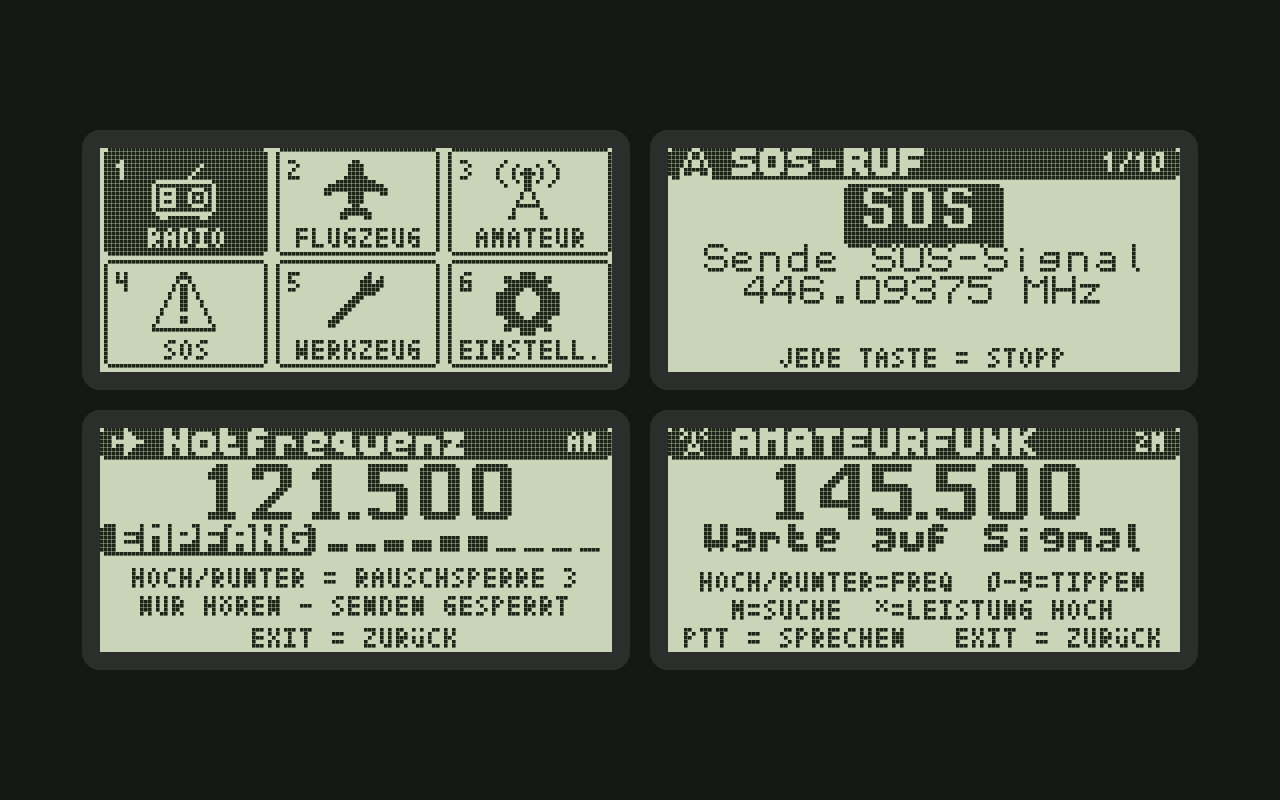 1
RADIO
2
FLUGZEUG
3
AMATEUR
4
SOS
5
WERKZEUG
6
EINSTELL.
SOS-RUF 1/10
SOS
Sende SOS-Signal
446.09375 MHz
JEDE TASTE = STOPP
Notfrequenz AM
121.500
EMPFANG
HOCH/RUNTER = RAUSCHSPERRE 3
NUR HÖREN - SENDEN GESPERRT
EXIT = ZURÜCK
AMATEURFUNK 2M
145.500
Warte auf Signal
HOCH/RUNTER=FREQ 0-9=TIPPEN
M=SUCHE *=LEISTUNG HOCH
PTT = SPRECHEN EXIT = ZURÜCK